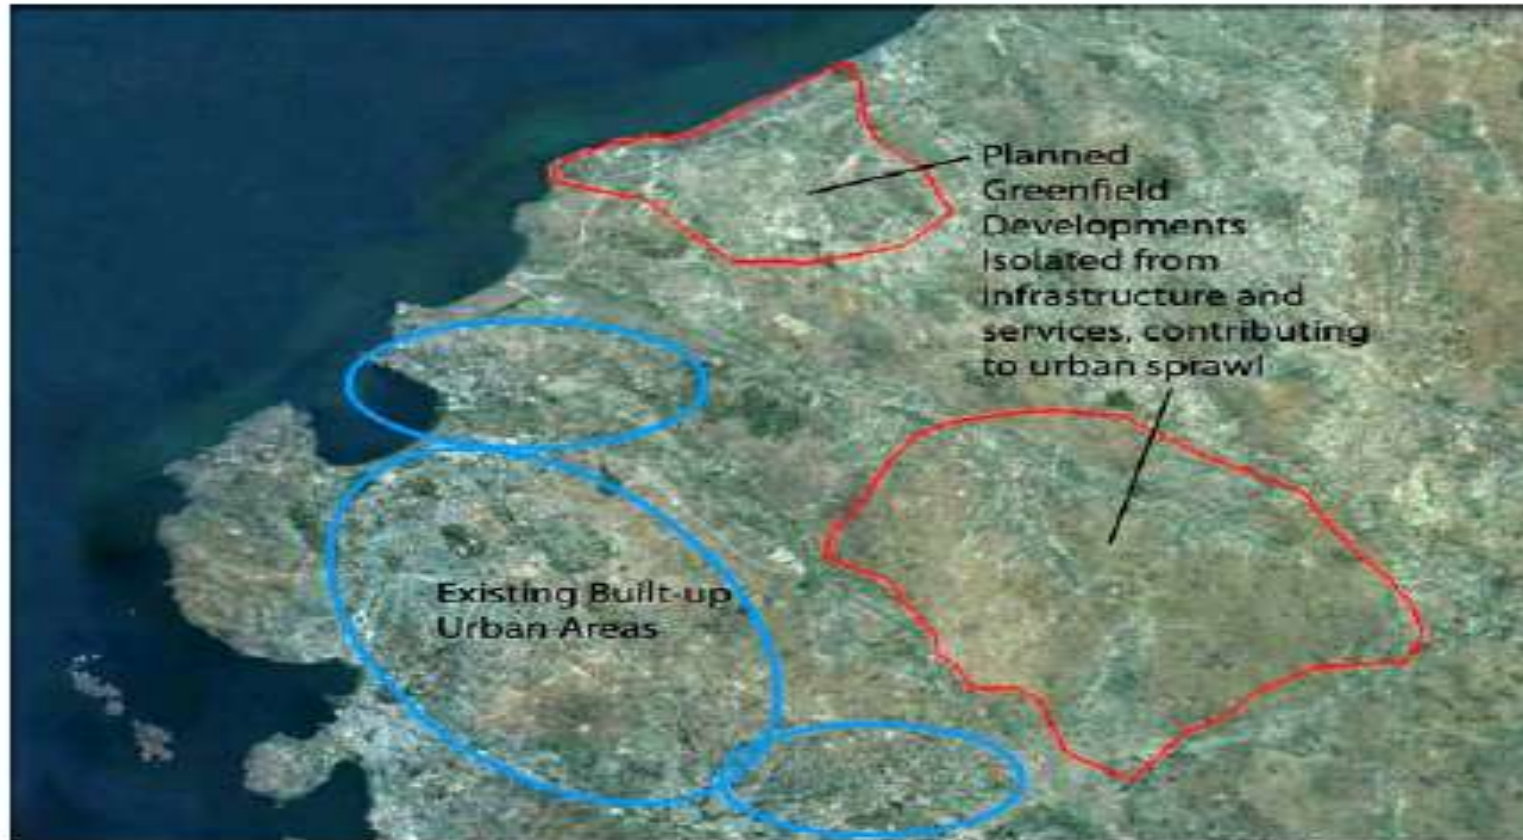 Planned
Greenfield
Developments
Isolated from
infrastructure and
services, contributing
to urban sprawl
Existing Built-up
Urban Areas